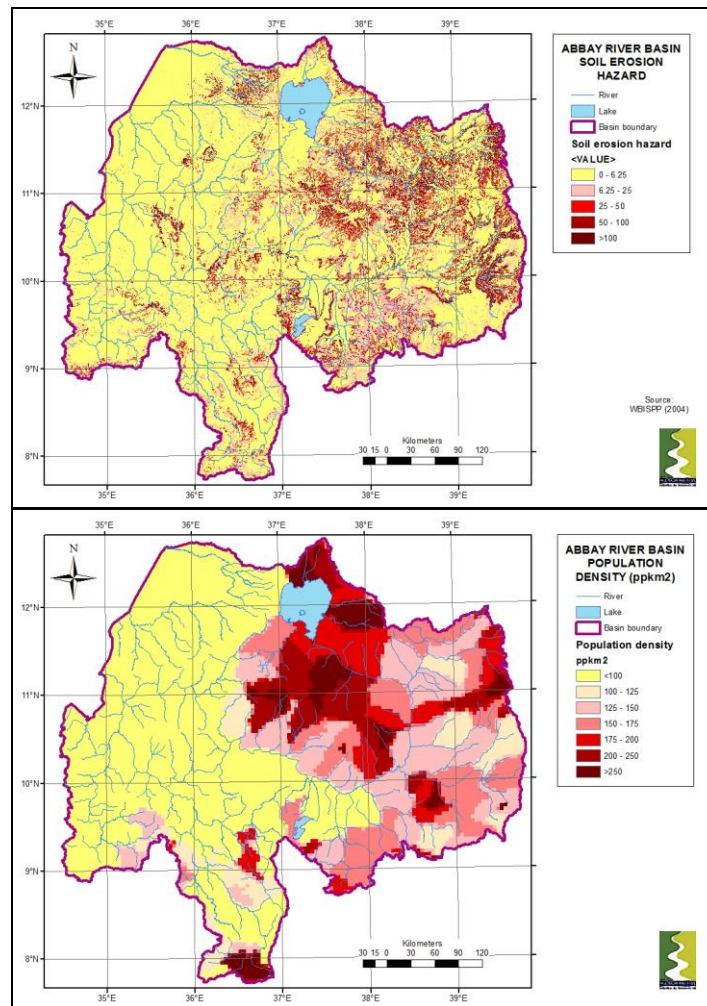 ABBAY RIVER BASIN
SOIL EROSION
HAZARD
River
Lake
Basin boundary
Soil erosion hazard
<VALUE>
0 - 6.25
6.25 - 25
25 - 50
50 - 100
>100
35°E 36°E 37°E 38°E 39°E
N
12°N
11°N
10°N
9°N
8°N
Kilometers
30 15 0 30 60 90 120
35°E 36°E 37°E 38°E 39°E
Source:
WBISPP (2004)
ABBAY RIVER BASIN
POPULATION
DENSITY (ppkm2)
River
Lake
Basin boundary
Population density
ppkm2
<100
100 - 125
125 - 150
150 - 175
175 - 200
200 - 250
>250
35°E 36°E 37°E 38°E 39°E
N
12°N
11°N
10°N
9°N
8°N
Kilometers
30 15 0 30 60 90 120
35°E 36°E 37°E 38°E 39°E